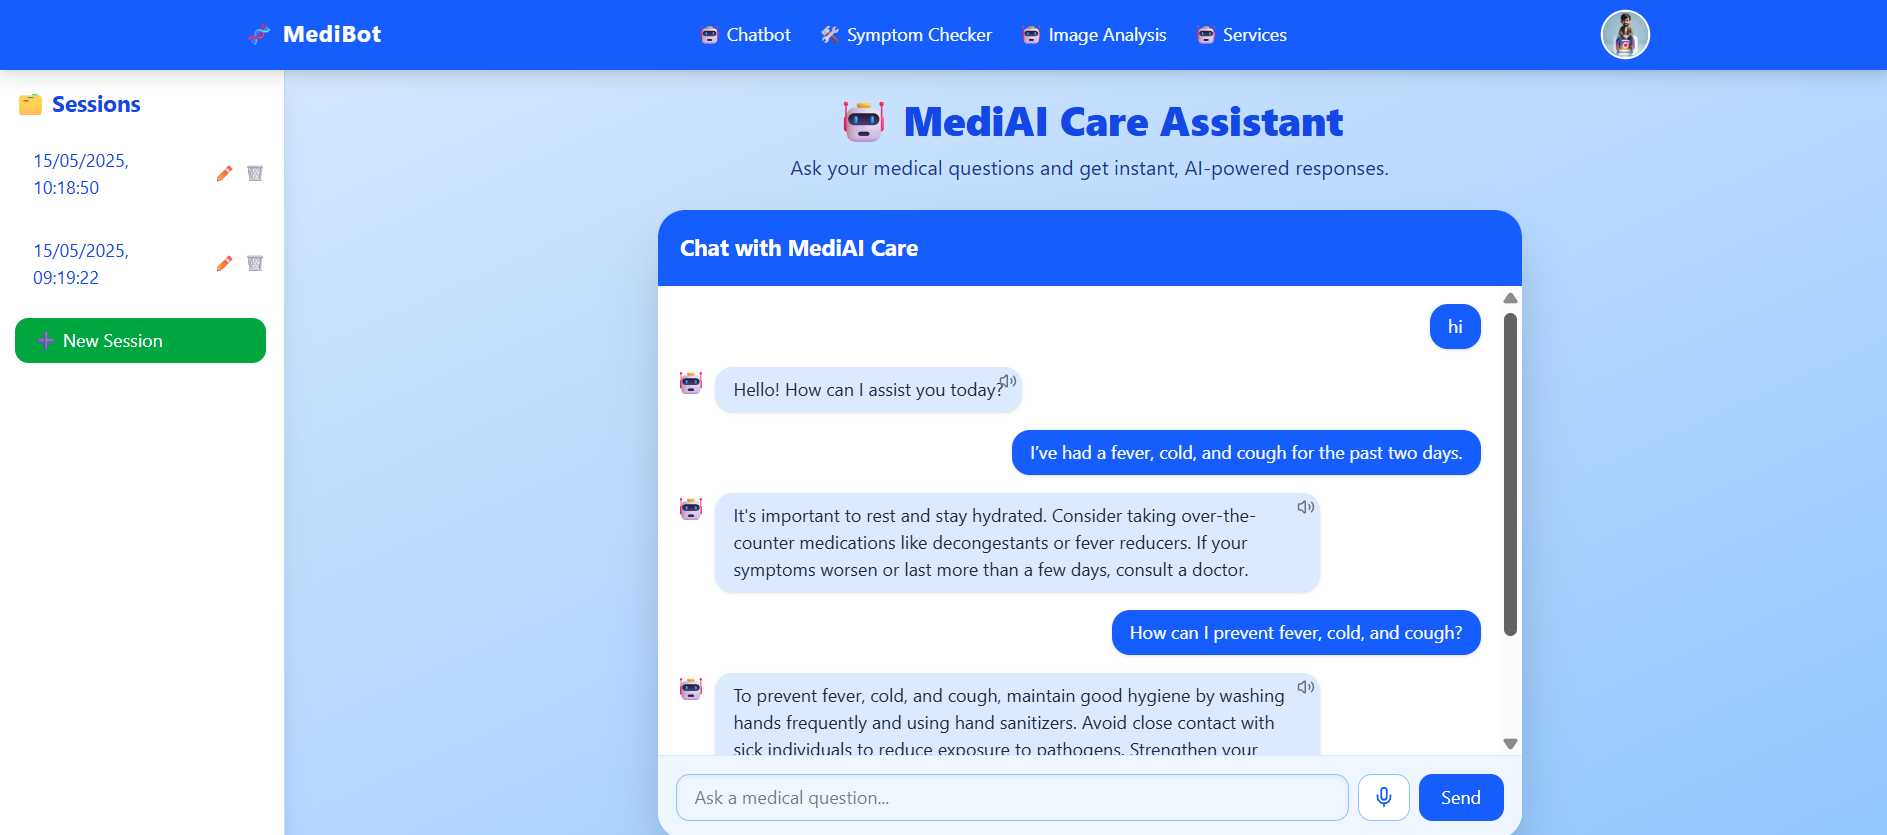 MediBot
Chatbot
Symptom Checker
Image Analysis
Services
Sessions
15/05/2025,
10:18:50
15/05/2025,
09:19:22
New Session
MediAI Care Assistant
Ask your medical questions and get instant, AI-powered responses.
Chat with MediAI Care
hi
Hello! How can I assist you today?
I've had a fever, cold, and cough for the past two days.
It's important to rest and stay hydrated. Consider taking over-the-
counter medications like decongestants or fever reducers. If your
symptoms worsen or last more than a few days, consult a doctor.
How can I prevent fever, cold, and cough?
To prevent fever, cold, and cough, maintain good hygiene by washing
hands frequently and using hand sanitizers. Avoid close contact with
sick individuals to reduce exposure to pathogens. Strengthen your
Ask a medical question...
Send